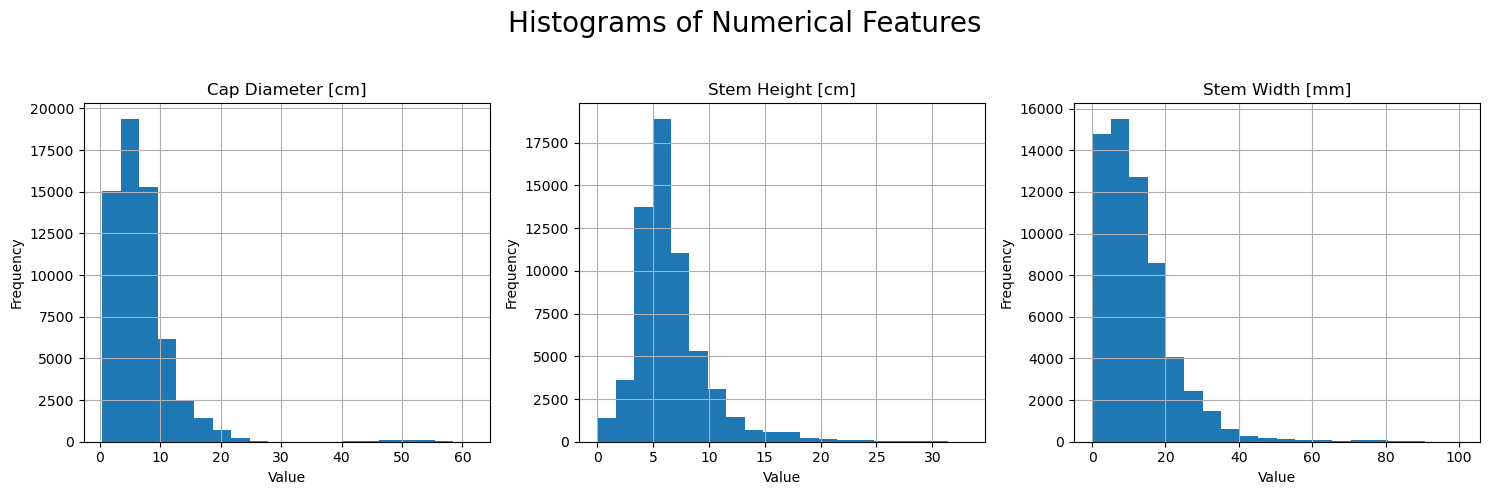 Histograms of Numerical Features
Cap Diameter [cm]
20000
17500
15000
12500
10000
7500
5000
2500
0
Frequency
0 10 20 30 40 50 60
Value
Stem Height [cm]
17500
15000
12500
10000
7500
5000
2500
0
Frequency
0 5 10 15 20 25 30
Value
Stem Width [mm]
16000
14000
12000
10000
8000
6000
4000
2000
0
Frequency
0 20 40 60 80 100
Value